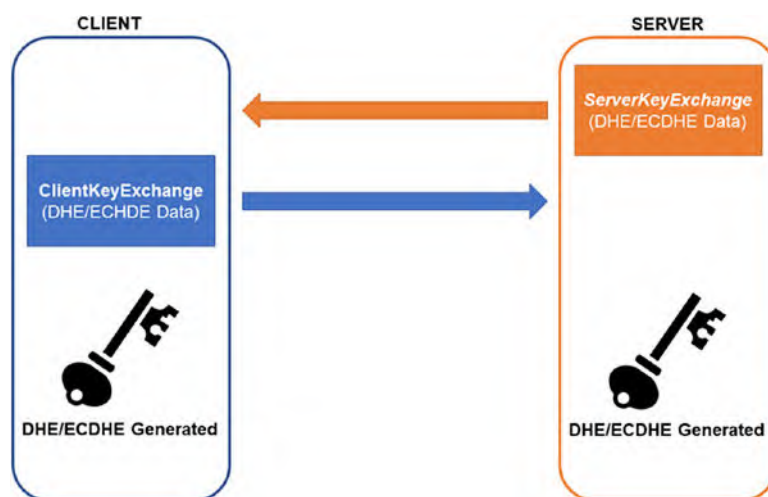 CLIENT
SERVER
ServerKeyExchange
(DHE/ECDHE Data)
ClientKeyExchange
(DHE/ECHDE Data)
DHE/ECDHE Generated
DHE/ECDHE Generated